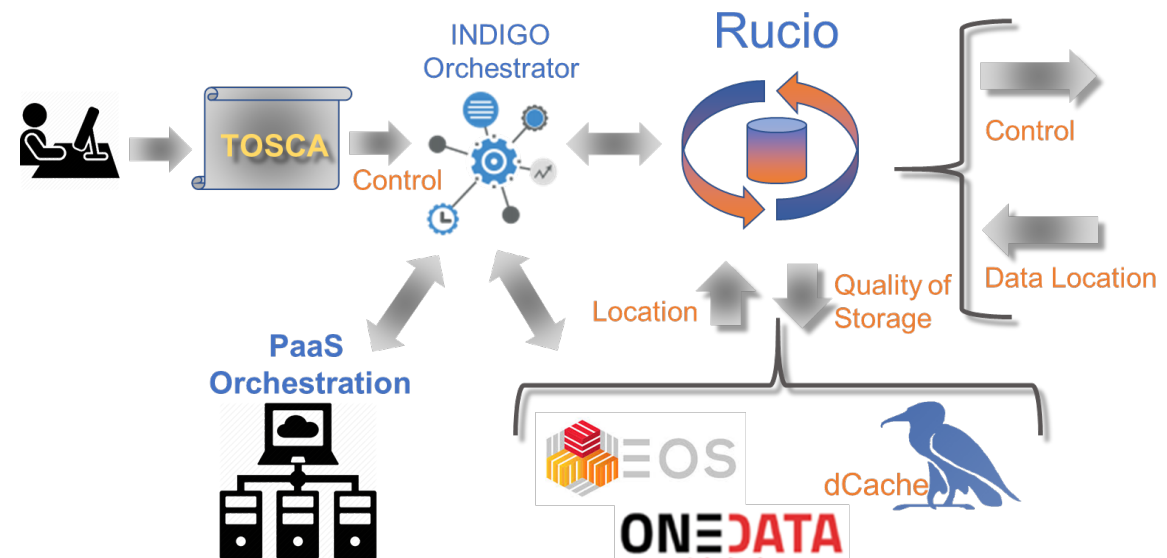 INDIGO
Orchestrator
Rucio
TOSCA
Control
Control
Data Location
Location
Quality of
Storage
PaaS
Orchestration
EOS
dCache
ONEDATA